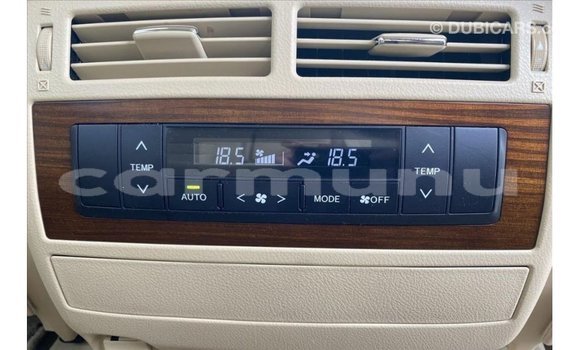 © DUBICARS.c
18.5 18.5
TEMP TEMP
AUTO MODE OFF
carmunu